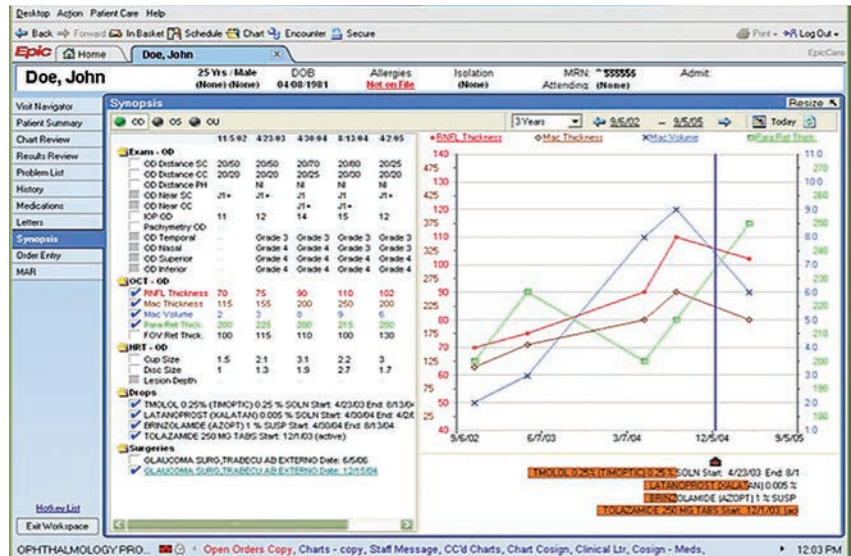 Desktop Action Patient Care Help
Back Forward In Basket Schedule Chart Encounter Secure Print Log Out
Epic Home Doe, John X EpicCare
Doe, John 25 Yrs / Male DOB Allergies Isolation MRN: ^555555 Admit:
(None) (None) 04/08/1981 Not on File (None) Attending: (None)
Visit Navigator
Patient Summary
Chart Review
Results Review
Problem List
History
Medications
Letters
Synopsis
Order Entry
MAR
Hotkey List
Exit Workspace
Synopsis Resize
OD OS OU 3 Years 9/6/02 – 9/5/05 Today
11/5/02 4/23/03 4/30/04 8/13/04 4/2/05
Exam - OD
OD Distance SC 20/50 20/50 20/70 20/80 20/25
OD Distance CC 20/20 20/20 20/25 20/30 20/20
OD Distance PH NI NI NI NI
OD Near SC J1+ J1+ J1 J1 J1
OD Near CC J1+ J1+
IOP OD 11 12 14 15 12
Pachymetry OD
OD Temporal Grade 3 Grade 3 Grade 3 Grade 3
OD Nasal Grade 4 Grade 4 Grade 3 Grade 4
OD Superior Grade 4 Grade 4 Grade 4 Grade 4
OD Inferior Grade 4 Grade 4 Grade 4 Grade 4
OCT - OD
RNFL Thickness 70 75 90 110 102
Mac Thickness 115 155 200 250 200
Mac Volume 2 3 8 9 6
Para Ret Thick. 200 225 200 215 250
FOV Ret Thick. 100 115 110 100 130
HRT - OD
Cup Size 1.5 2.1 3.1 2.2 3
Disc Size 1 1.3 1.9 2.7 1.7
Lesion Depth
Drops
TMOLOL 0.25% (TIMOPTIC) 0.25 % SOLN Start: 4/23/03 End: 8/13/04
LATANOPROST (XALATAN) 0.005 % SOLN Start: 4/30/04 End: 4/2/0
BRINZOLAMIDE (AZOPT) 1 % SUSP Start: 4/30/04 End: 8/13/04
TOLAZAMIDE 250 MG TABS Start: 12/1/03 (active)
Surgeries
GLAUCOMA SURG,TRABECU AB EXTERNO Date: 6/5/06
GLAUCOMA SURG,TRABECU AB EXTERNO Date: 12/15/04
RNFL Thickness Mac Thickness Mac Volume Para Ret Thick.
140 11.0
475 270
130 10.0
260
425 120 9.0
250
110 8.0
325 240
100 7.0
275 230
90 6.0
225 220
80 5.0
175 210
70 4.0
125 200
60 3.0
75 190
50 2.0
25 180
40 1.0
9/6/02 6/7/03 3/7/04 12/5/04 9/5/05
TMOLOL 0.25% (TIMOPTIC) 0.25 % SOLN Start: 4/23/03 End: 8/1
LATANOPROST (XALATAN) 0.005 %
BRINZOLAMIDE (AZOPT) 1 % SUSP
TOLAZAMIDE 250 MG TABS Start: 12/1/03
OPHTHALMOLOGY PRO... Open Orders Copy, Charts - copy, Staff Message, CC'd Charts, Chart Cosign, Clinical Ltr, Cosign - Meds, 12:03 PM